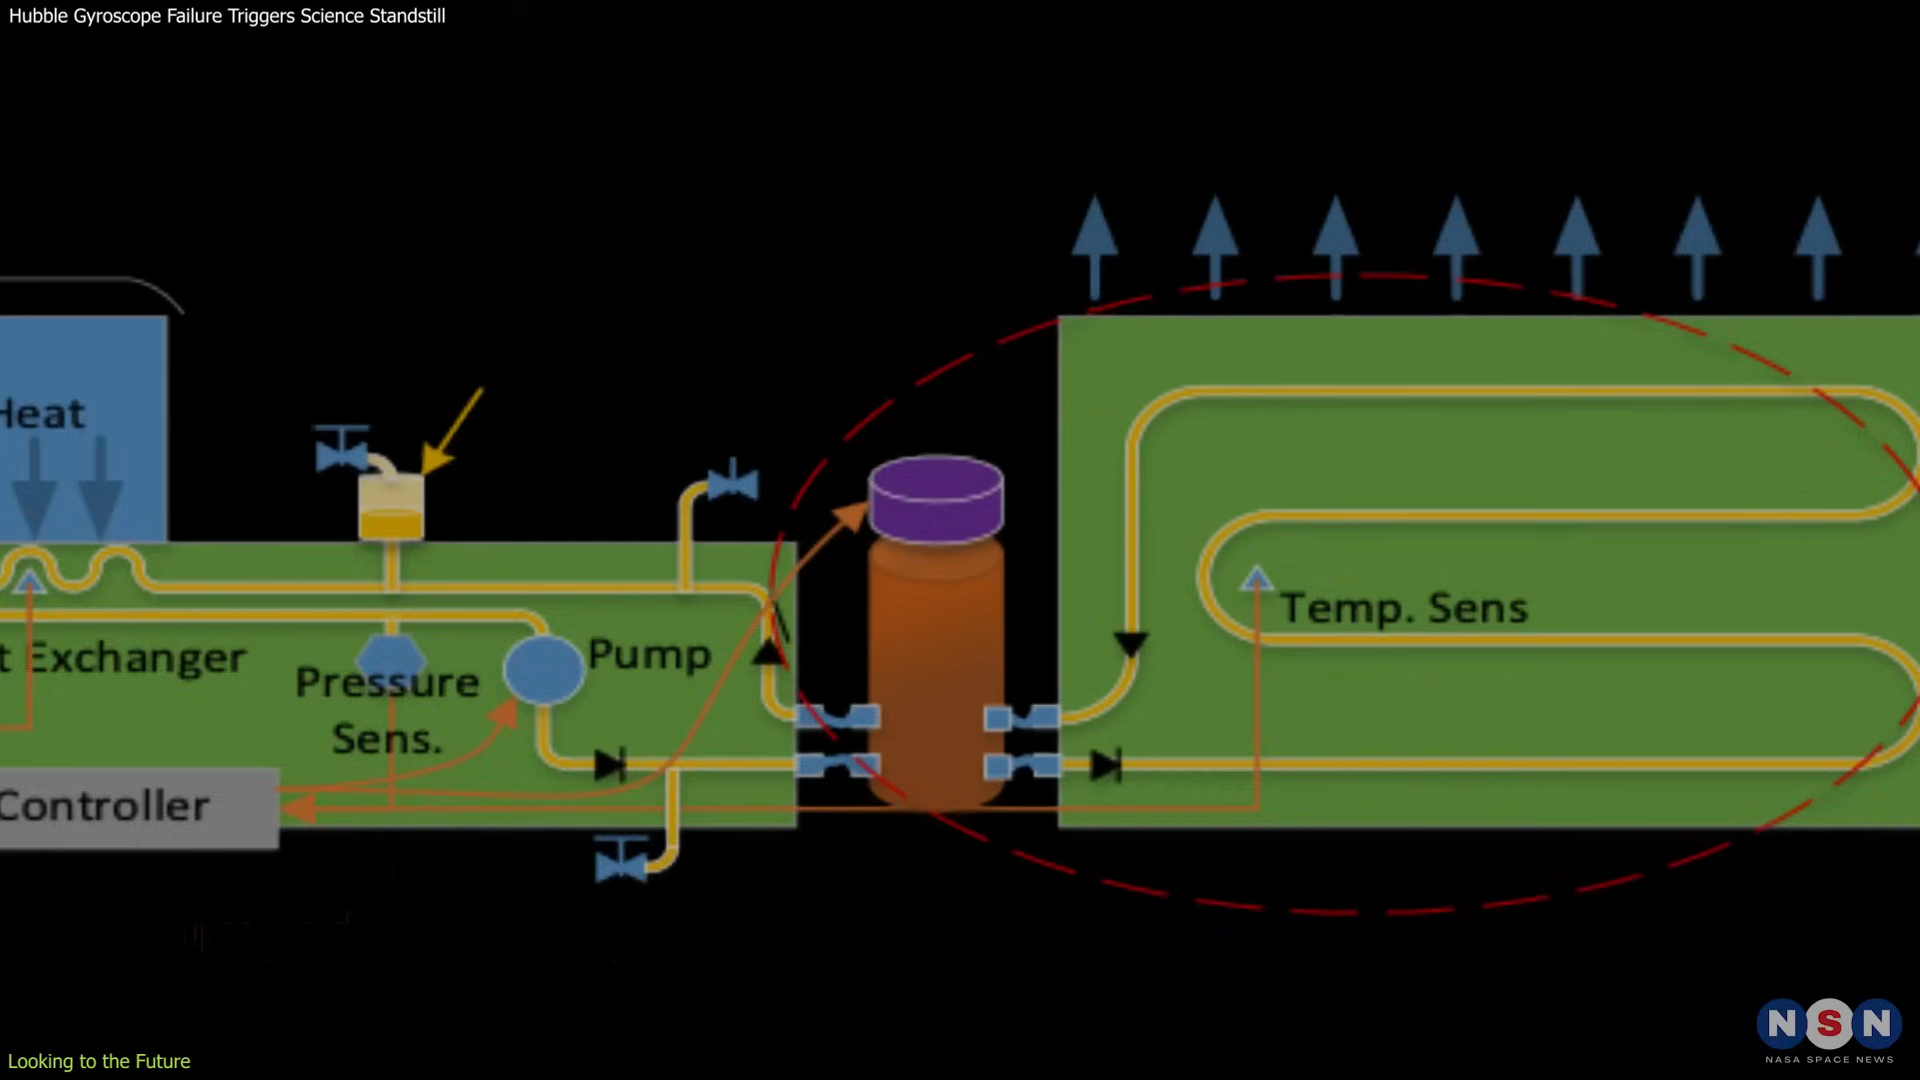 Hubble Gyroscope Failure Triggers Science Standstill
Heat
Temp. Sens
t Exchanger
Pump
Pressure
Sens.
Controller
NSN
NASA SPACE NEWS
Looking to the Future